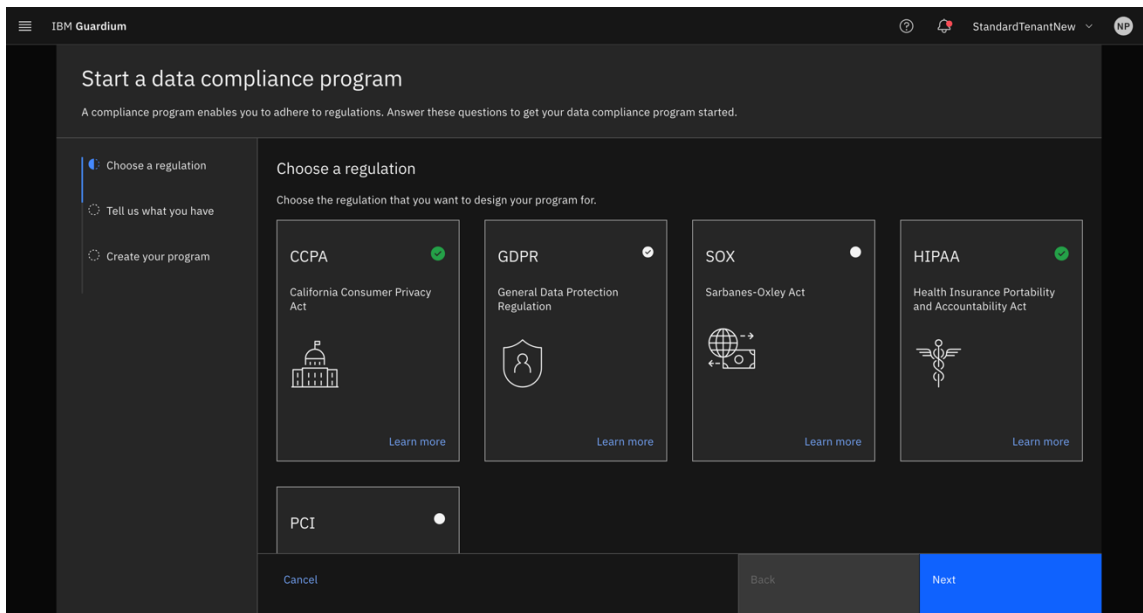 IBM Guardium
StandardTenantNew
NP
Start a data compliance program
A compliance program enables you to adhere to regulations. Answer these questions to get your data compliance program started.
Choose a regulation
Tell us what you have
Create your program
Choose a regulation
Choose the regulation that you want to design your program for.
CCPA
California Consumer Privacy
Act
Learn more
GDPR
General Data Protection
Regulation
Learn more
SOX
Sarbanes-Oxley Act
Learn more
HIPAA
Health Insurance Portability
and Accountability Act
Learn more
PCI
Cancel
Back
Next